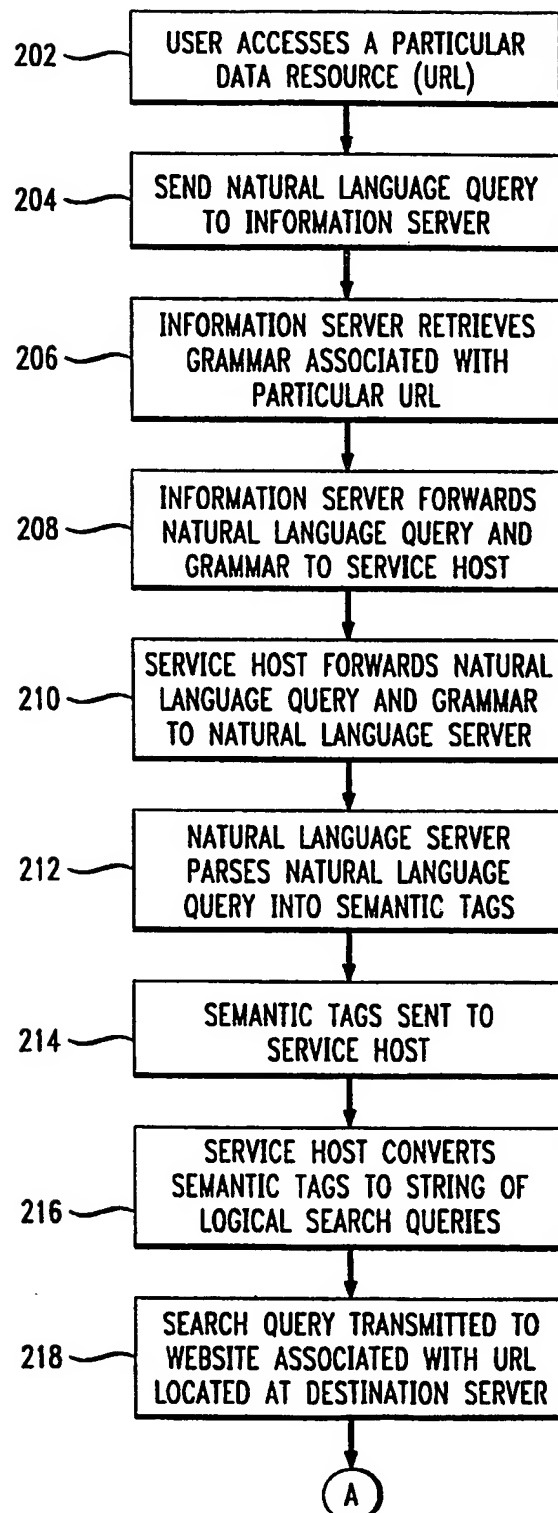 202
USER ACCESSES A PARTICULAR
DATA RESOURCE (URL)
204
SEND NATURAL LANGUAGE QUERY
TO INFORMATION SERVER
206
INFORMATION SERVER RETRIEVES
GRAMMAR ASSOCIATED WITH
PARTICULAR URL
208
INFORMATION SERVER FORWARDS
NATURAL LANGUAGE QUERY AND
GRAMMAR TO SERVICE HOST
210
SERVICE HOST FORWARDS NATURAL
LANGUAGE QUERY AND GRAMMAR
TO NATURAL LANGUAGE SERVER
212
NATURAL LANGUAGE SERVER
PARSES NATURAL LANGUAGE
QUERY INTO SEMANTIC TAGS
214
SEMANTIC TAGS SENT TO
SERVICE HOST
216
SERVICE HOST CONVERTS
SEMANTIC TAGS TO STRING OF
LOGICAL SEARCH QUERIES
218
SEARCH QUERY TRANSMITTED TO
WEBSITE ASSOCIATED WITH URL
LOCATED AT DESTINATION SERVER
A